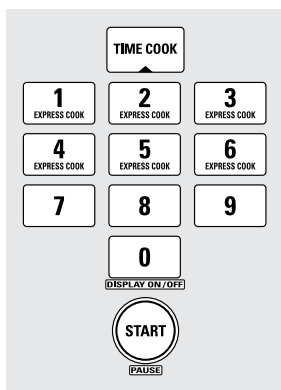 TIME COOK
1 2 3
EXPRESS COOK EXPRESS COOK EXPRESS COOK
4 5 6
EXPRESS COOK EXPRESS COOK EXPRESS COOK
7 8 9
0
DISPLAY ON/OFF
START
PAUSE